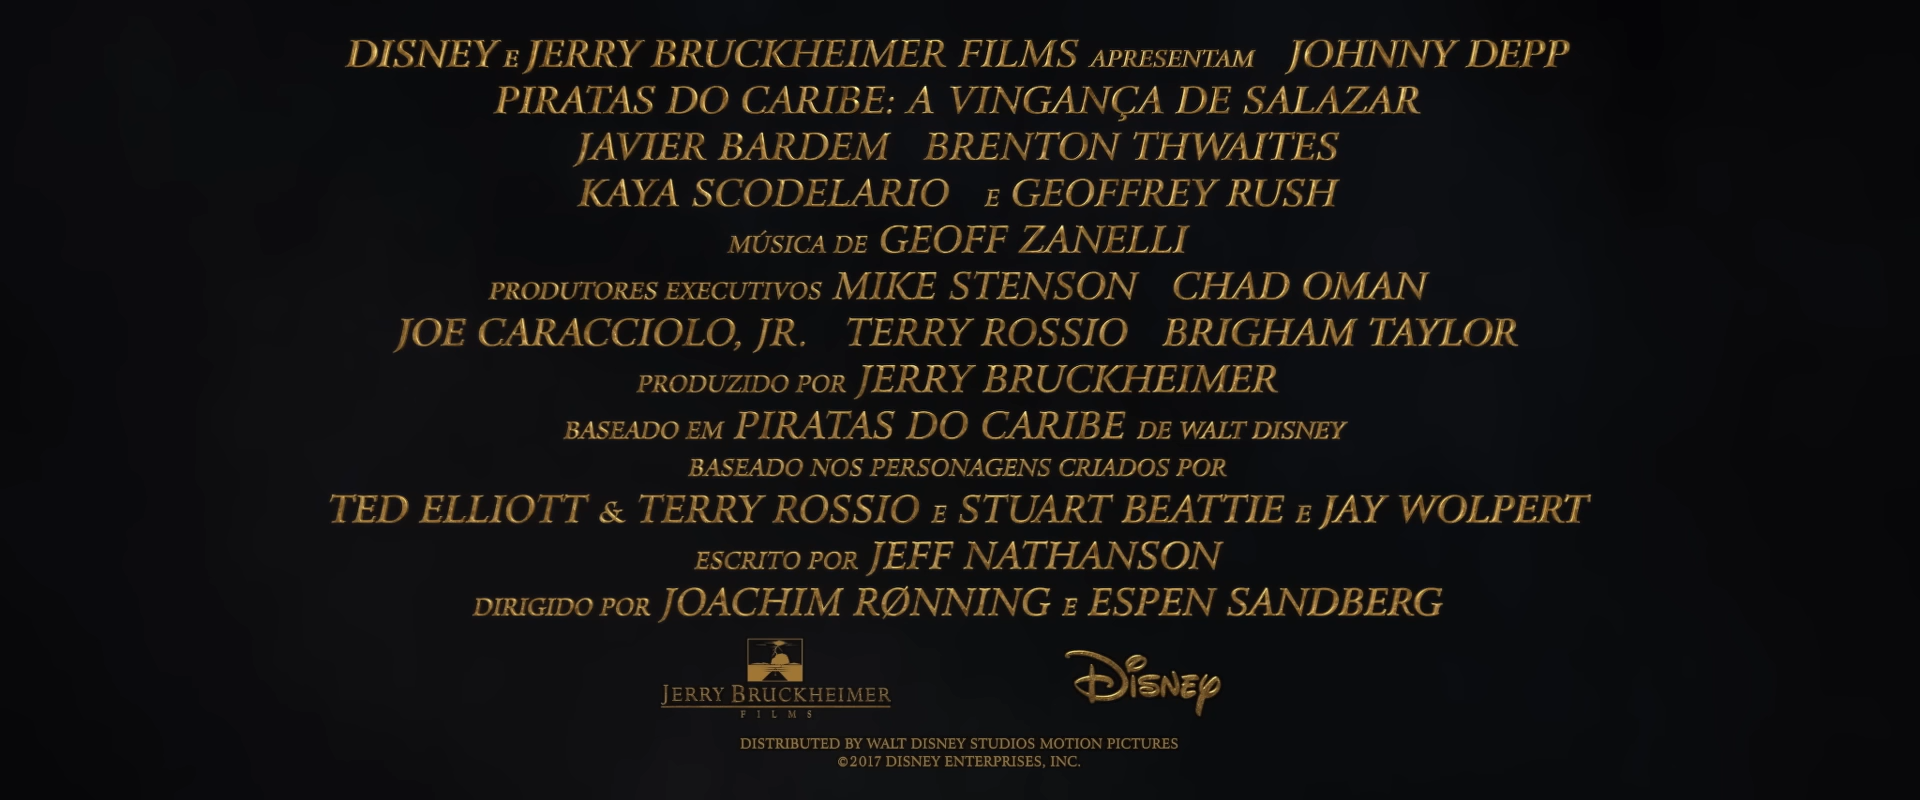 DISNEY E JERRY BRUCKHEIMER FILMS APRESENTAM JOHNNY DEPP
PIRATAS DO CARIBE: A VINGANÇA DE SALAZAR
JAVIER BARDEM BRENTON THWAITES
KAYA SCODELARIO E GEOFFREY RUSH
MÚSICA DE GEOFF ZANELLI
PRODUTORES EXECUTIVOS MIKE STENSON CHAD OMAN
JOE CARACCIOLO, JR. TERRY ROSSIO BRIGHAM TAYLOR
PRODUZIDO POR JERRY BRUCKHEIMER
BASEADO EM PIRATAS DO CARIBE DE WALT DISNEY
BASEADO NOS PERSONAGENS CRIADOS POR
TED ELLIOTT & TERRY ROSSIO E STUART BEATTIE E JAY WOLPERT
ESCRITO POR JEFF NATHANSON
DIRIGIDO POR JOACHIM RØNNING E ESPEN SANDBERG
JERRY BRUCKHEIMER
FILMS
DISNEY
DISTRIBUTED BY WALT DISNEY STUDIOS MOTION PICTURES
©2017 DISNEY ENTERPRISES, INC.